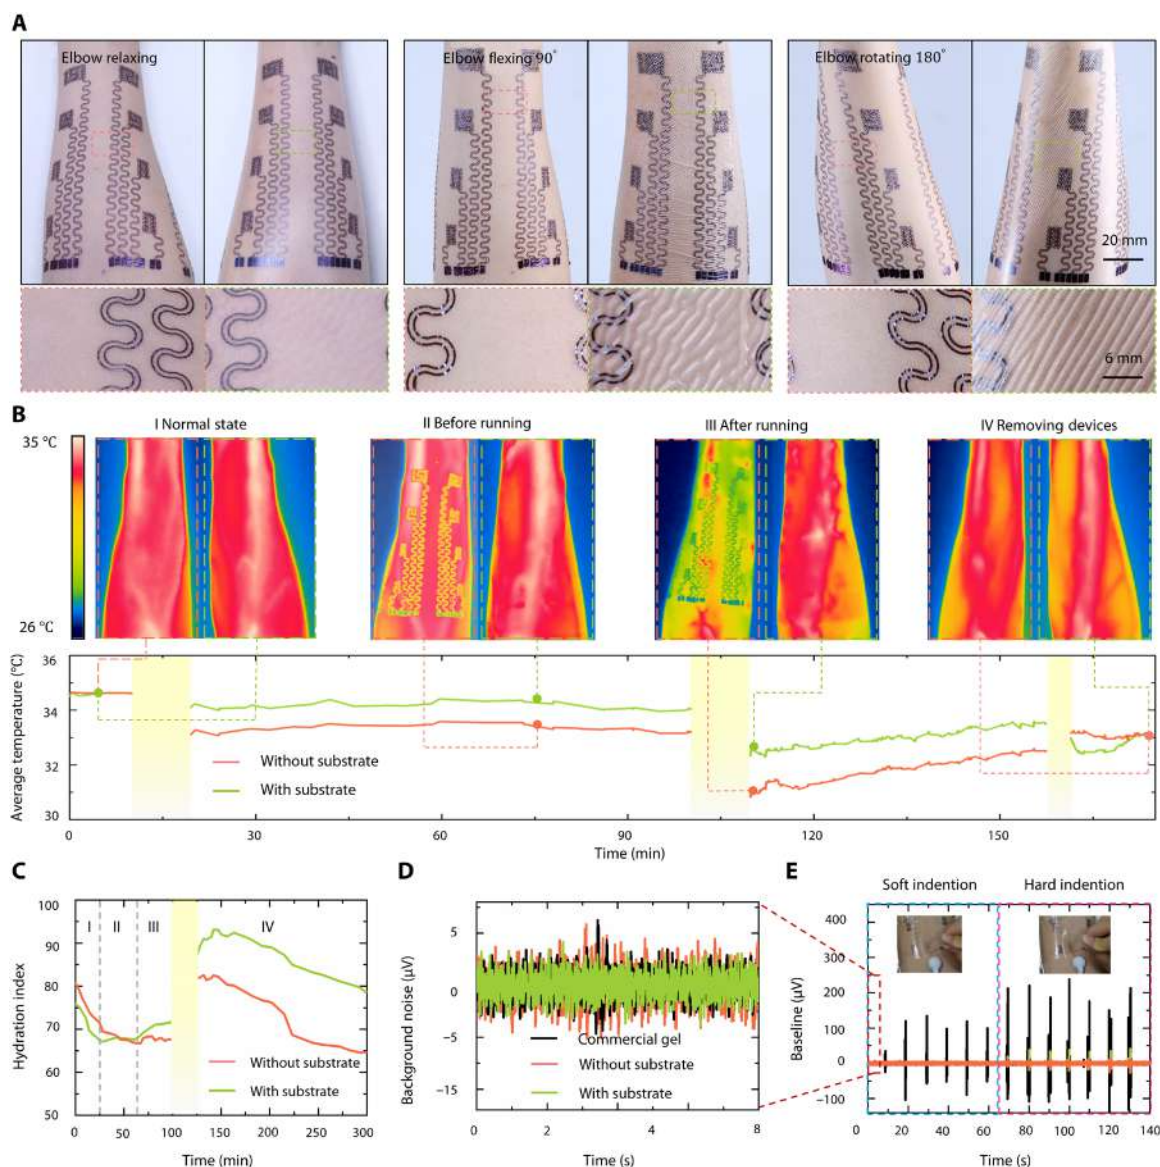 A
Elbow relaxing
Elbow flexing 90°
Elbow rotating 180°
20 mm
6 mm
B
I Normal state
II Before running
III After running
IV Removing devices
35 °C
26 °C
Average temperature (°C)
36
34
32
30
Without substrate
With substrate
0
30
60
90
120
150
Time (min)
C
Hydration index
100
90
80
70
60
50
I
II
III
IV
Without substrate
With substrate
0
50
100
150
200
250
300
Time (min)
D
Background noise (μV)
5
0
−5
−15
Commercial gel
Without substrate
With substrate
0
2
4
8
Time (s)
E
Soft indention
Hard indention
Baseline (μV)
400
300
200
100
0
−100
0
20
40
60
80
100
120
140
Time (s)